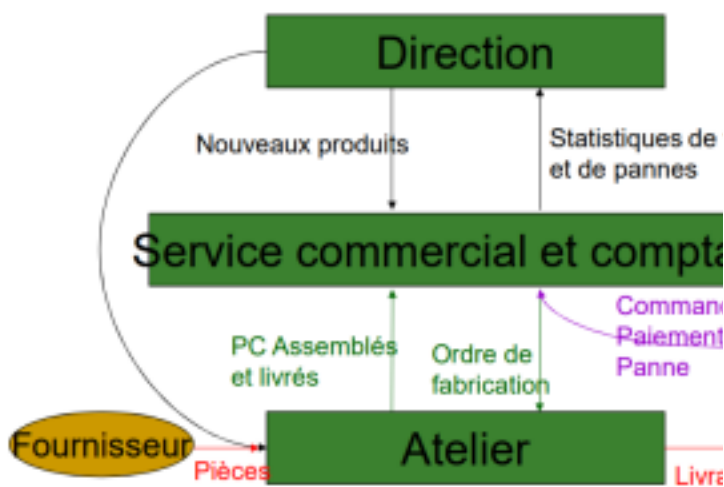 Direction
Nouveaux produits
Statistiques de
et de pannes
Service commercial et compta
Commanc
Paiement
Panne
PC Assemblés
et livrés
Ordre de
fabrication
Fournisseur
Pièces
Atelier
Livra